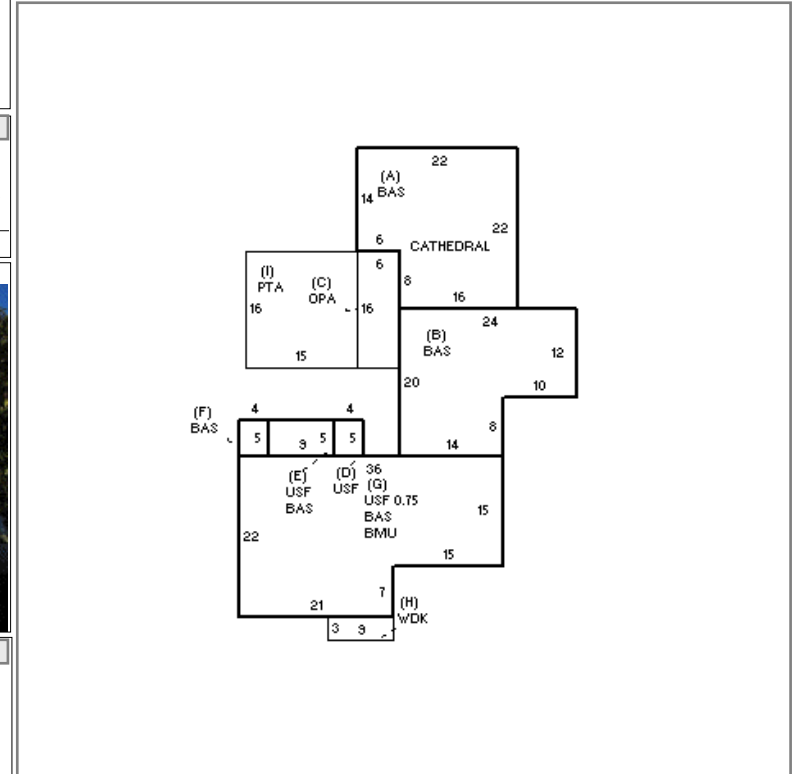 22
(A)
BAS
14
22
6
CATHEDRAL
6
(I)
PTA
(C)
OPA
8
16
16
16
24
(B)
BAS
12
15
20
10
4
4
(F)
BAS
8
5
9
5
5
14
36
(E)
USF
BAS
(D)
USF
(G)
USF 0.75
BAS
BMU
15
22
15
7
21
(H)
WDK
3
9